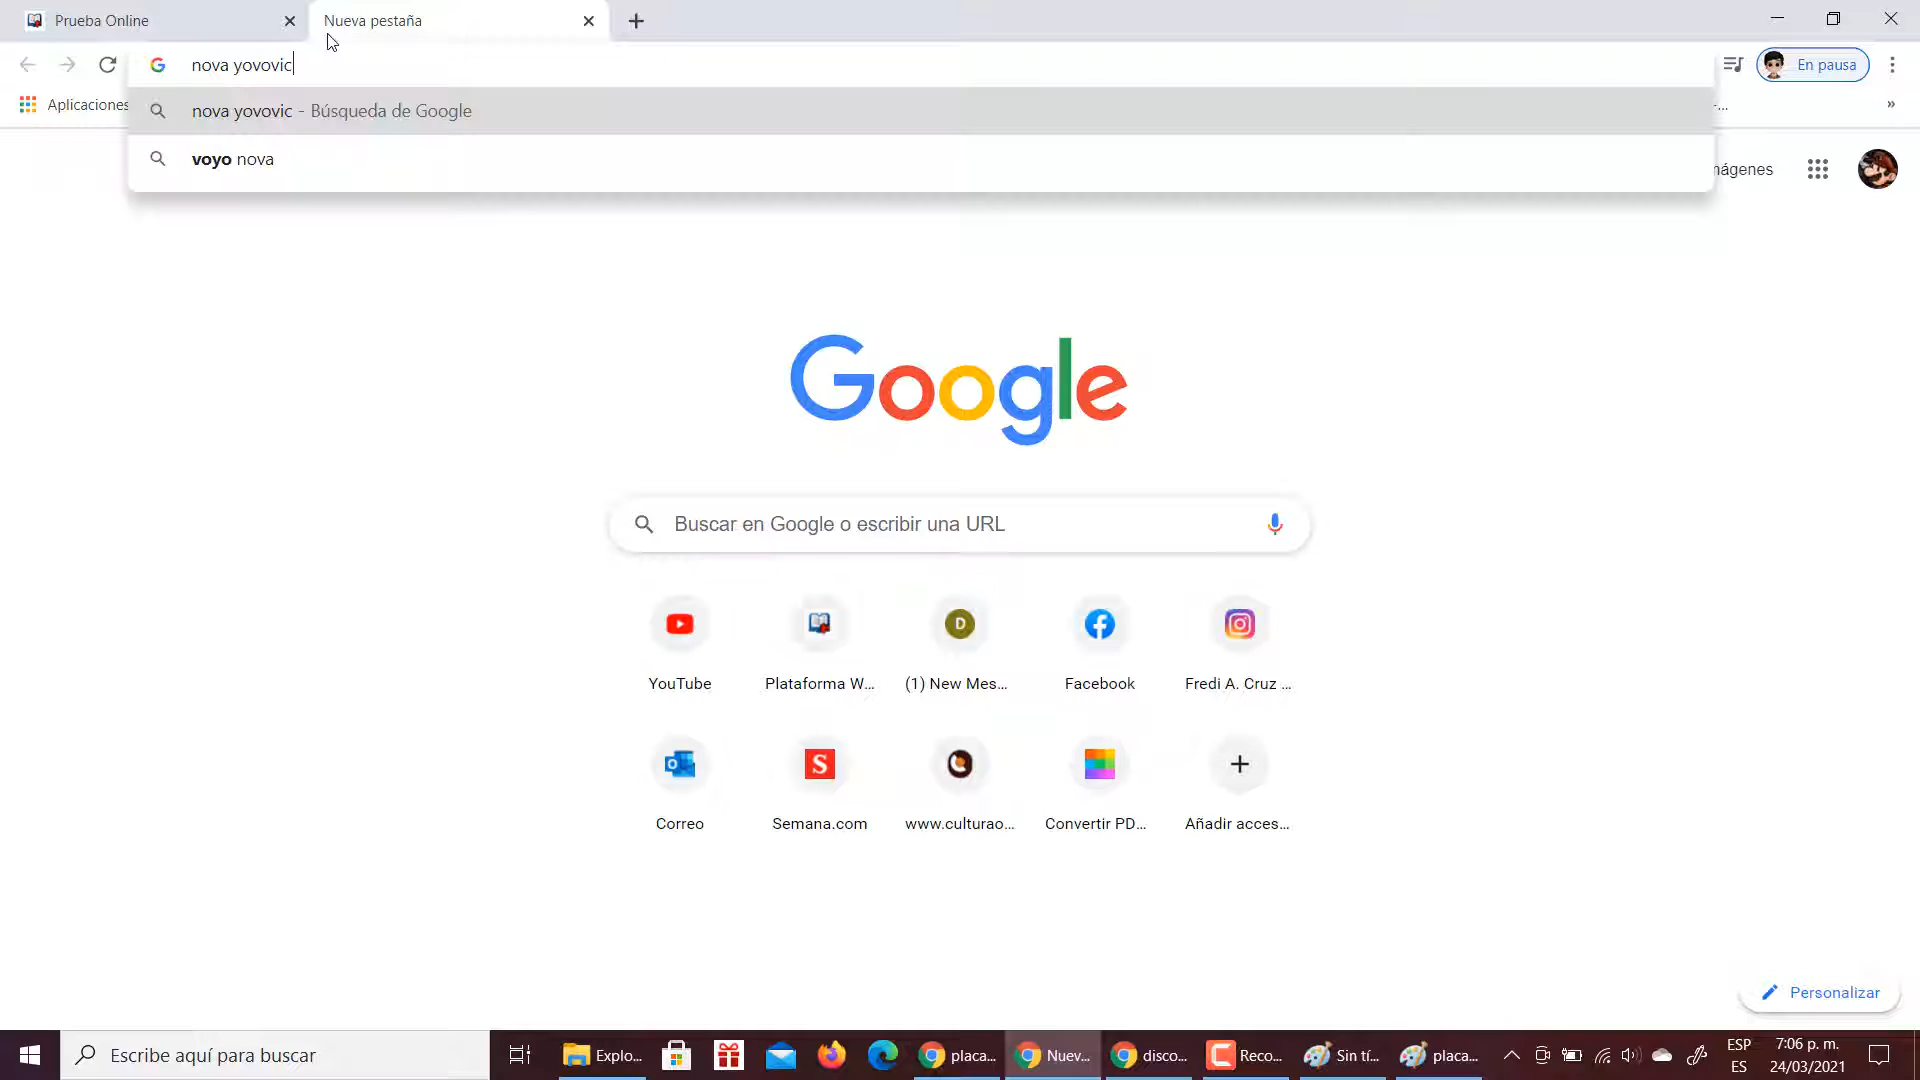 Prueba Online
Nueva pestaña
nova yovovic
En pausa
Aplicaciones
nova yovovic - Búsqueda de Google
voyo nova
mágenes
Google
Buscar en Google o escribir una URL
YouTube
Plataforma W...
D
(1) New Mes...
Facebook
Fredi A. Cruz ...
Correo
S
Semana.com
www.culturao...
Convertir PD...
Añadir acces...
Personalizar
Escribe aquí para buscar
Explo...
placa...
Nuev...
disco...
Reco...
Sin tí...
placa...
ESP
ES
7:06 p. m.
24/03/2021